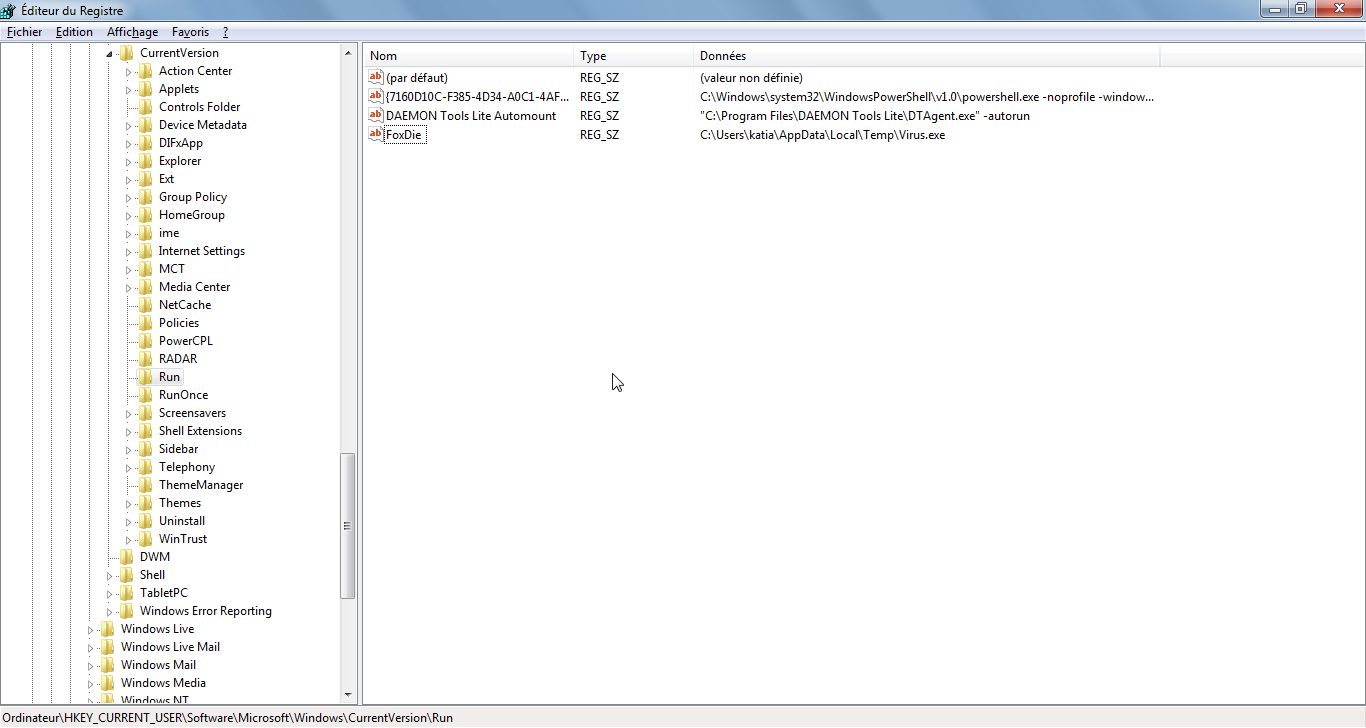 Éditeur du Registre
Fichier Edition Affichage Favoris ?
CurrentVersion
Action Center
Applets
Controls Folder
Device Metadata
DIFxApp
Explorer
Ext
Group Policy
HomeGroup
ime
Internet Settings
MCT
Media Center
NetCache
Policies
PowerCPL
RADAR
Run
RunOnce
Screensavers
Shell Extensions
Sidebar
Telephony
ThemeManager
Themes
Uninstall
WinTrust
DWM
Shell
TabletPC
Windows Error Reporting
Windows Live
Windows Live Mail
Windows Mail
Windows Media
Windows NT
Nom Type Données
(par défaut) REG_SZ (valeur non définie)
{7160D10C-F385-4D34-A0C1-4AF... REG_SZ C:\Windows\system32\WindowsPowerShell\v1.0\powershell.exe -noprofile -window...
DAEMON Tools Lite Automount REG_SZ "C:\Program Files\DAEMON Tools Lite\DTAgent.exe" -autorun
FoxDie REG_SZ C:\Users\katia\AppData\Local\Temp\Virus.exe
Ordinateur\HKEY_CURRENT_USER\Software\Microsoft\Windows\CurrentVersion\Run